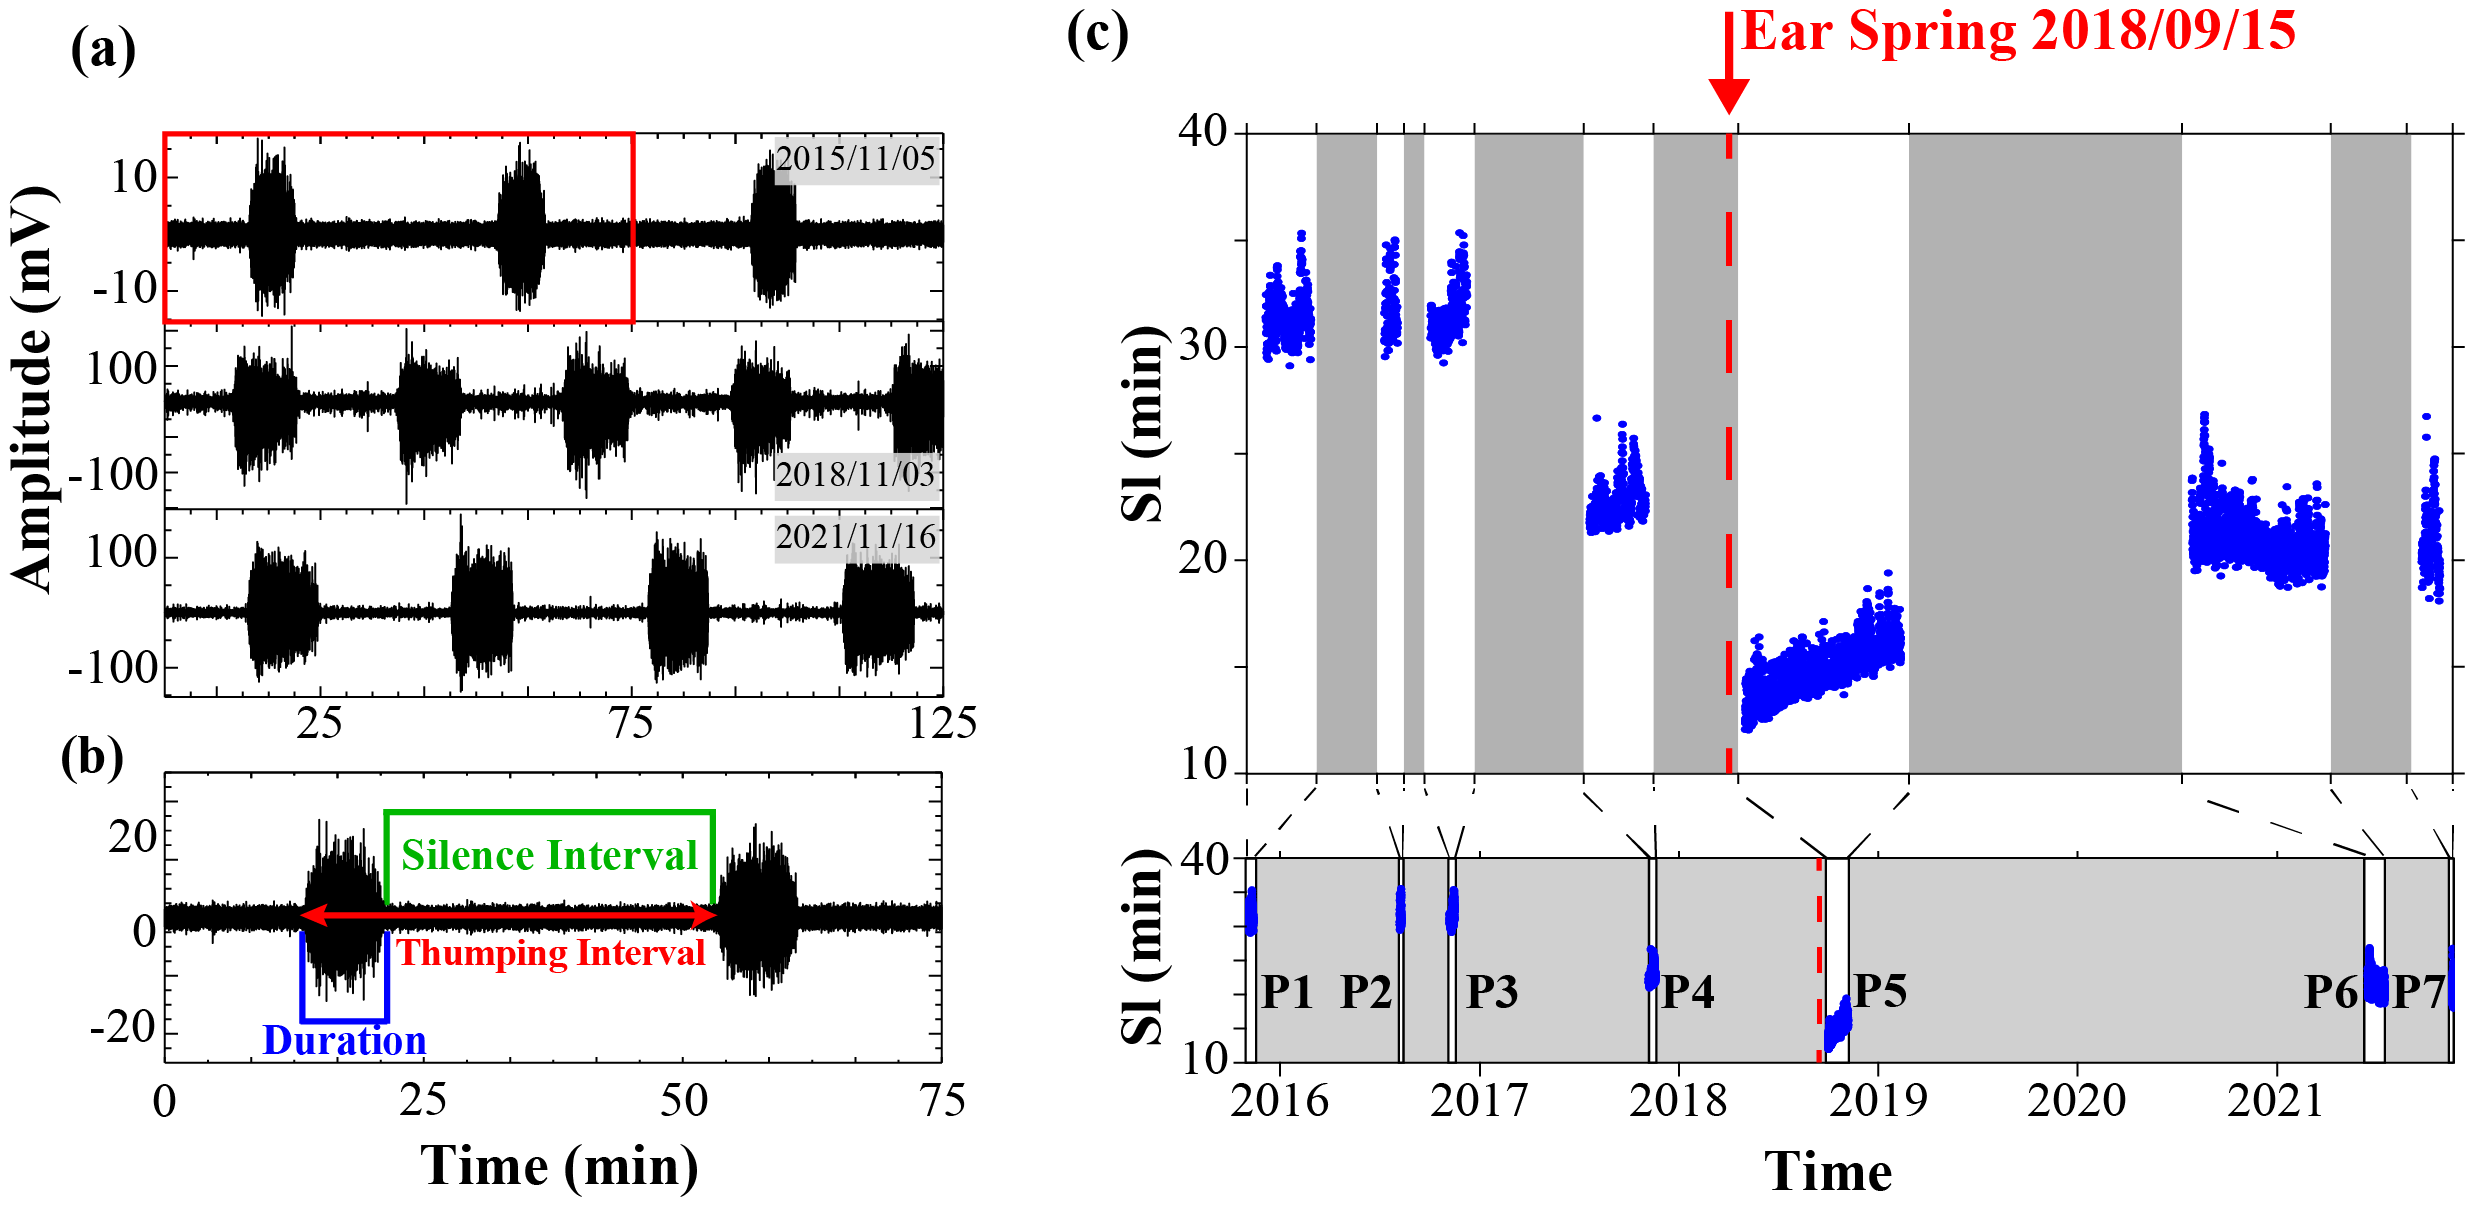 (a)
Amplitude (mV)
10
-10
2015/11/05
100
-100
2018/11/03
100
-100
2021/11/16
25 75 125
(b)
20
0
-20
Silence Interval
Thumping Interval
Duration
0 25 50 75
Time (min)
(c)
Ear Spring 2018/09/15
SI (min)
40
30
20
10
SI (min)
40
10
P1 P2 P3 P4 P5 P6 P7
2016 2017 2018 2019 2020 2021
Time